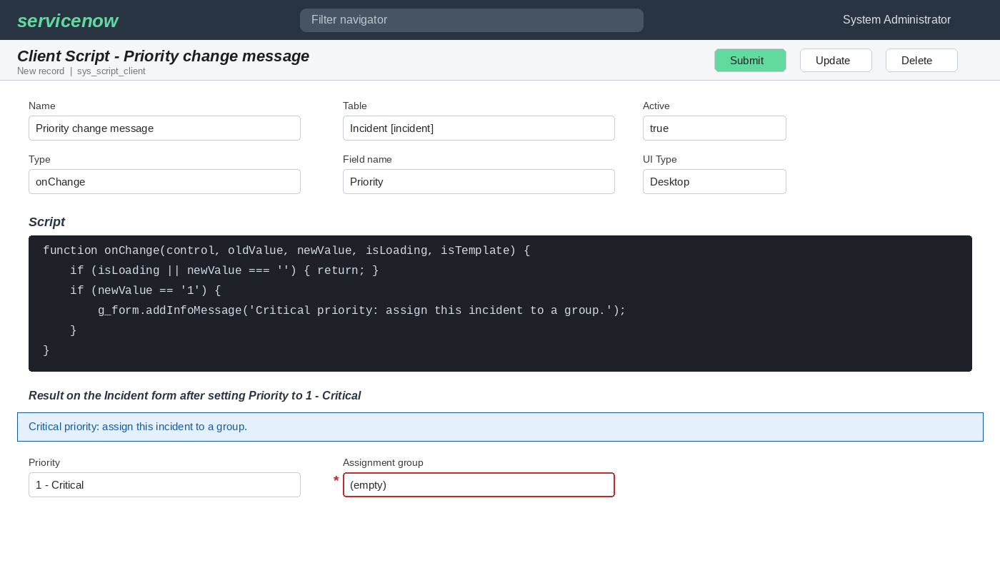 servicenow
Filter navigator
System Administrator
Client Script - Priority change message
New record | sys_script_client
Submit
Update
Delete
Name
Table
Active
Priority change message
Incident [incident]
true
Type
Field name
UI Type
onChange
Priority
Desktop
Script
function onChange(control, oldValue, newValue, isLoading, isTemplate) {
    if (isLoading || newValue === '') { return; }
    if (newValue == '1') {
        g_form.addInfoMessage('Critical priority: assign this incident to a group.');
    }
}
Result on the Incident form after setting Priority to 1 - Critical
Critical priority: assign this incident to a group.
Priority
Assignment group
1 - Critical
* (empty)